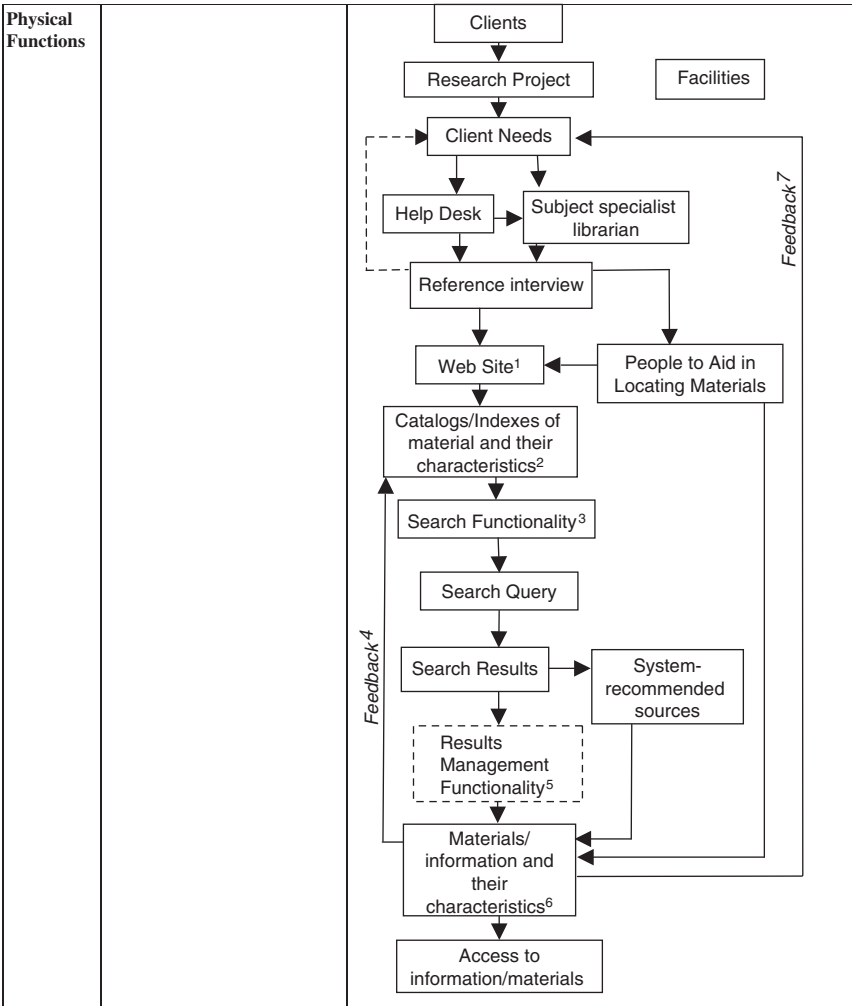 Physical
Functions
Clients
Research Project
Facilities
Client Needs
Help Desk
Subject specialist
librarian
Feedback7
Reference interview
Web Site1
People to Aid in
Locating Materials
Catalogs/Indexes of
material and their
characteristics2
Search Functionality3
Search Query
Feedback4
Search Results
System-
recommended
sources
Results
Management
Functionality5
Materials/
information and
their
characteristics6
Access to
information/materials